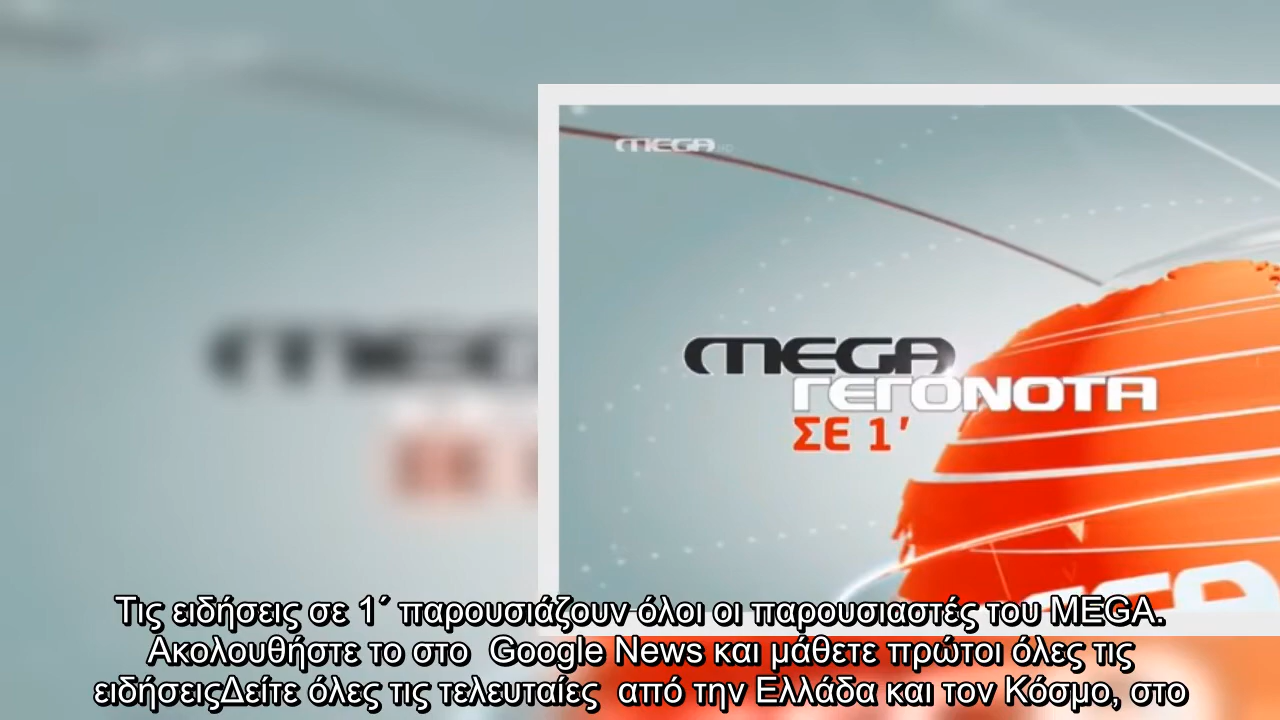 MEGA
MEGA
ΓΕΓΟΝΟΤΑ
ΣΕ 1'
Τις ειδήσεις σε 1΄ παρουσιάζουν όλοι οι παρουσιαστές του MEGA.
Ακολουθήστε το στο  Google News και μάθετε πρώτοι όλες τις
ειδήσειςΔείτε όλες τις τελευταίες  από την Ελλάδα και τον Κόσμο, στο